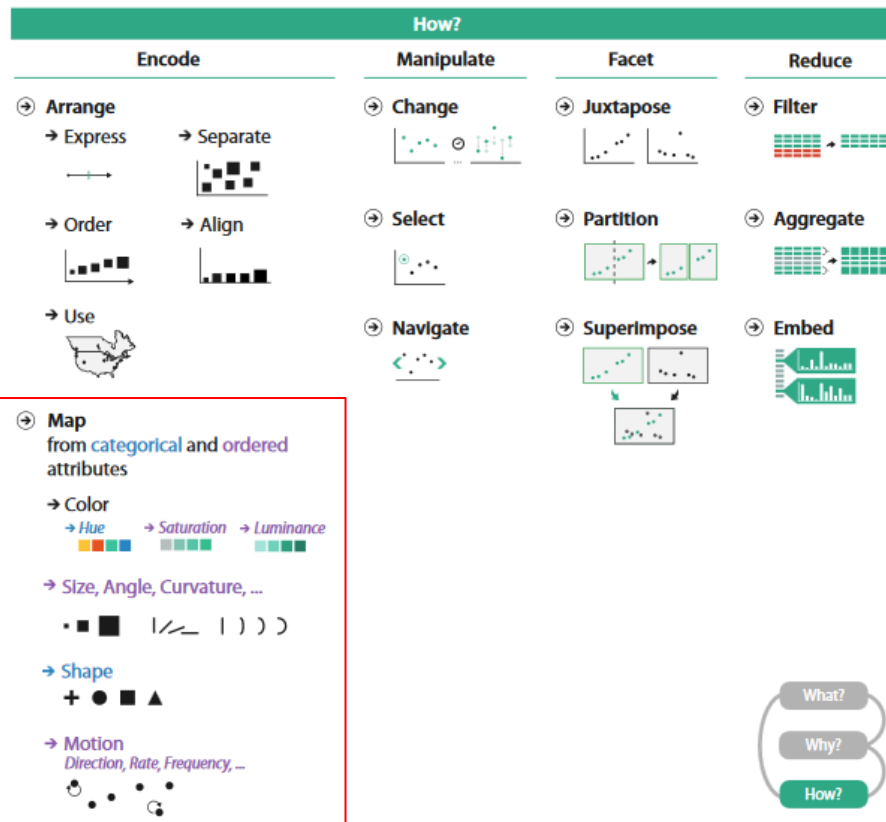 How?
Encode
Manipulate
Facet
Reduce
Arrange
Express
Separate
Order
Align
Use
Map
from categorical and ordered
attributes
Color
Hue
Saturation
Luminance
Size, Angle, Curvature, ...
Shape
Motion
Direction, Rate, Frequency, ...
Change
...
Select
Navigate
Juxtapose
Partition
Superimpose
Filter
Aggregate
Embed
What?
Why?
How?